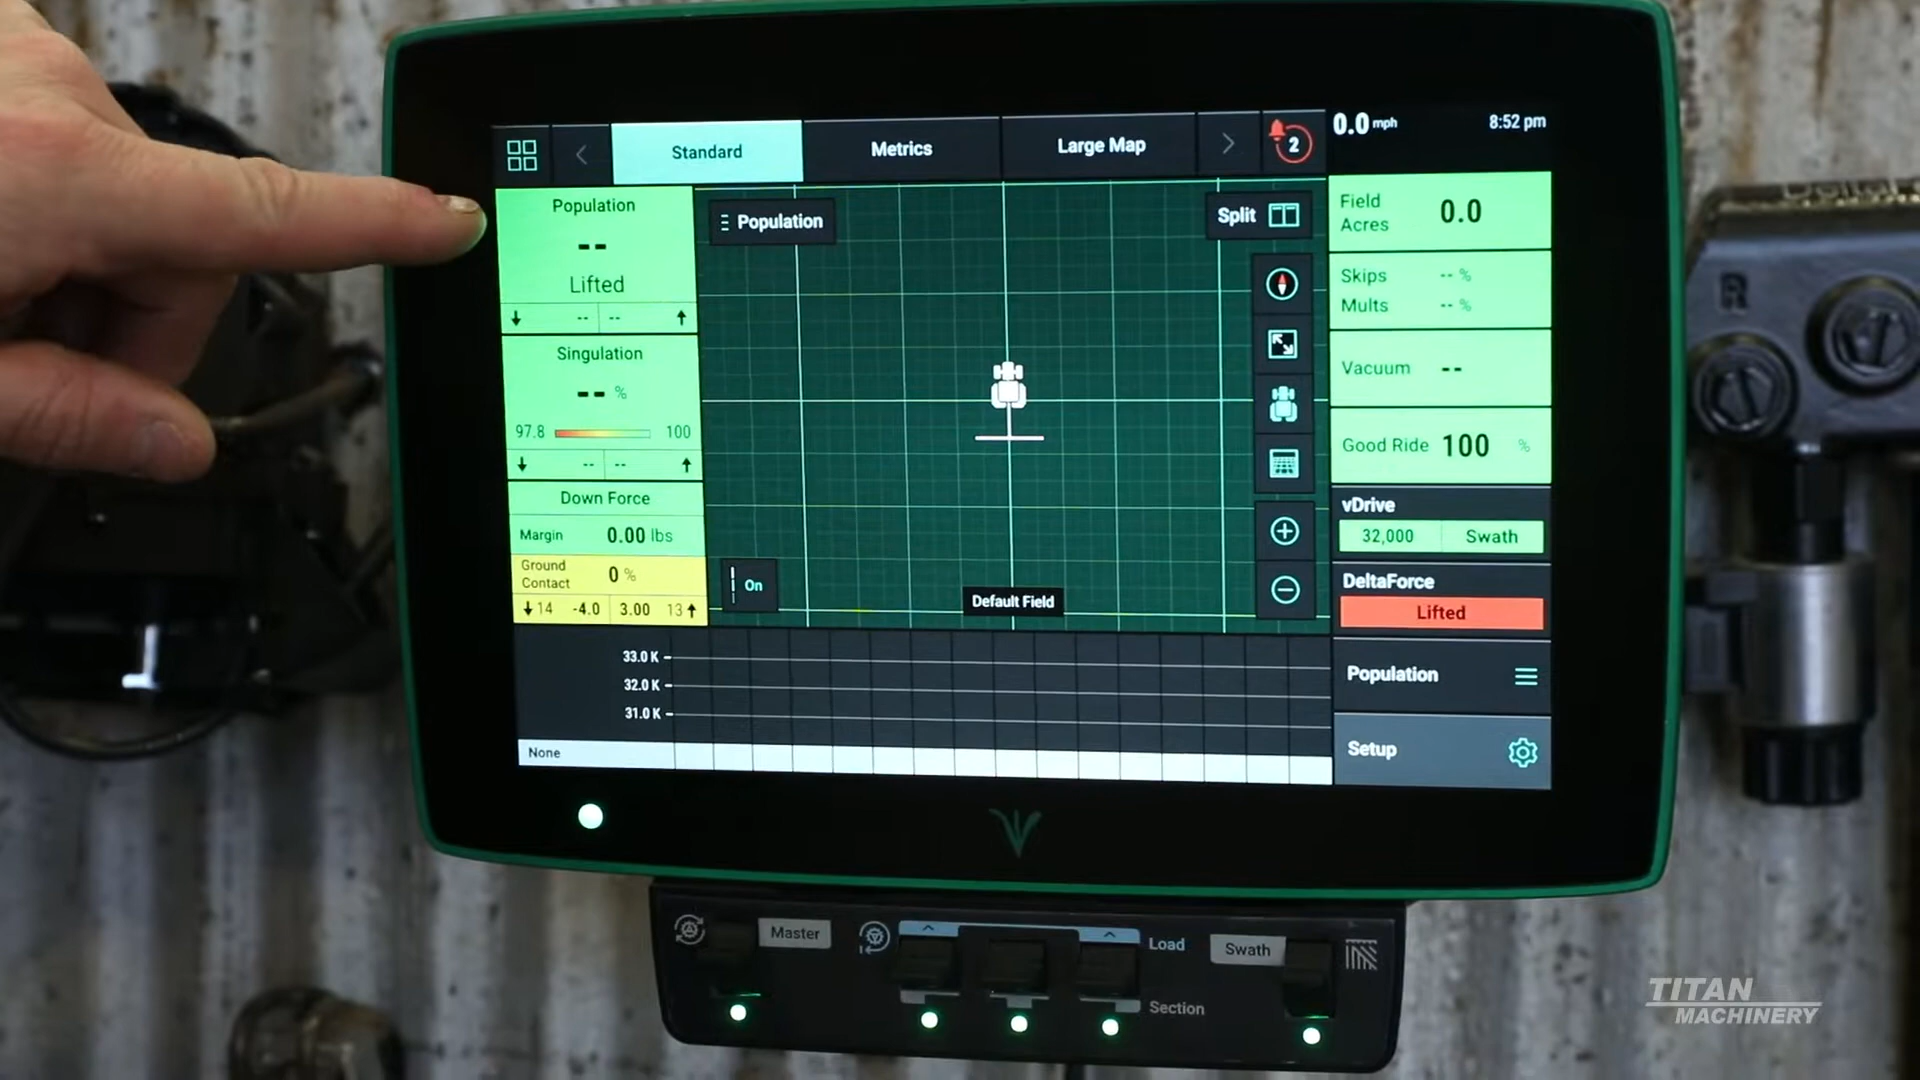 Standard
Metrics
Large Map
2
0.0 mph
8:52 pm
Population
--
Lifted
-- --
Singulation
-- %
97.8 100
-- --
Down Force
Margin 0.00 lbs
Ground Contact 0 %
14 -4.0 3.00 13
Population
Split
On
Default Field
Field Acres 0.0
Skips -- %
Mults -- %
Vacuum --
Good Ride 100 %
vDrive
32,000 Swath
DeltaForce
Lifted
Population
Setup
33.0 K
32.0 K
31.0 K
None
Master
Load
Section
Swath
R
TITAN
MACHINERY